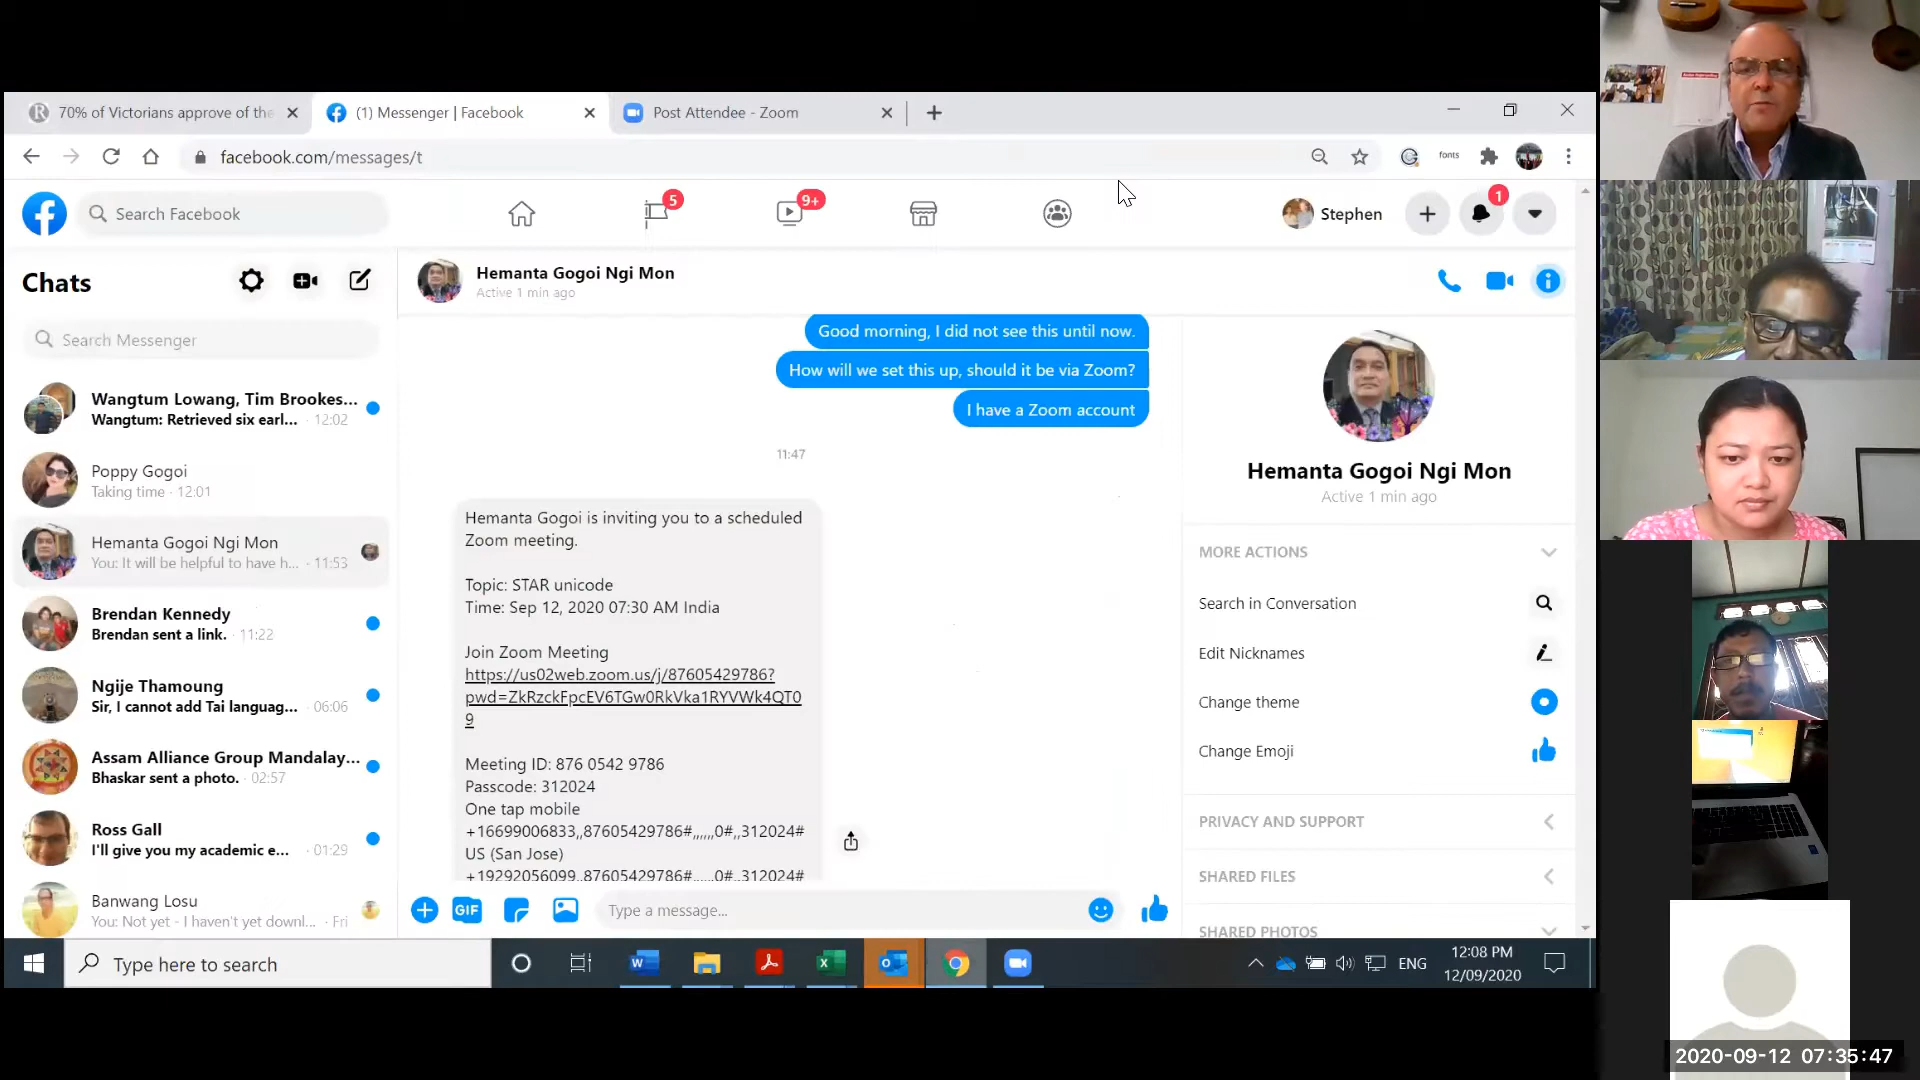 70% of Victorians approve of the
(1) Messenger | Facebook
Post Attendee - Zoom
facebook.com/messages/t
fonts
Search Facebook
5
9+
Stephen
1
Chats
Search Messenger
Wangtum Lowang, Tim Brookes...
Wangtum: Retrieved six earl... · 12:02
Poppy Gogoi
Taking time · 12:01
Hemanta Gogoi Ngi Mon
You: It will be helpful to have h... · 11:53
Brendan Kennedy
Brendan sent a link. · 11:22
Ngije Thamoung
Sir, I cannot add Tai languag... · 06:06
Assam Alliance Group Mandalay...
Bhaskar sent a photo. · 02:57
Ross Gall
I'll give you my academic e... · 01:29
Banwang Losu
You: Not yet - I haven't yet downl... · Fri
Hemanta Gogoi Ngi Mon
Active 1 min ago
Good morning, I did not see this until now.
How will we set this up, should it be via Zoom?
I have a Zoom account
11:47
Hemanta Gogoi is inviting you to a scheduled
Zoom meeting.
Topic: STAR unicode
Time: Sep 12, 2020 07:30 AM India
Join Zoom Meeting
https://us02web.zoom.us/j/87605429786?
pwd=ZkRzckFpcEV6TGw0RkVka1RYVWk4QT0
9
Meeting ID: 876 0542 9786
Passcode: 312024
One tap mobile
+16699006833,,87605429786#,,,,,,0#,,312024#
US (San Jose)
+19292056099,,87605429786#,,,,,,0#,,312024#
GIF
Type a message...
Hemanta Gogoi Ngi Mon
Active 1 min ago
MORE ACTIONS
Search in Conversation
Edit Nicknames
Change theme
Change Emoji
PRIVACY AND SUPPORT
SHARED FILES
SHARED PHOTOS
Type here to search
ENG
12:08 PM
12/09/2020
2020-09-12 07:35:47